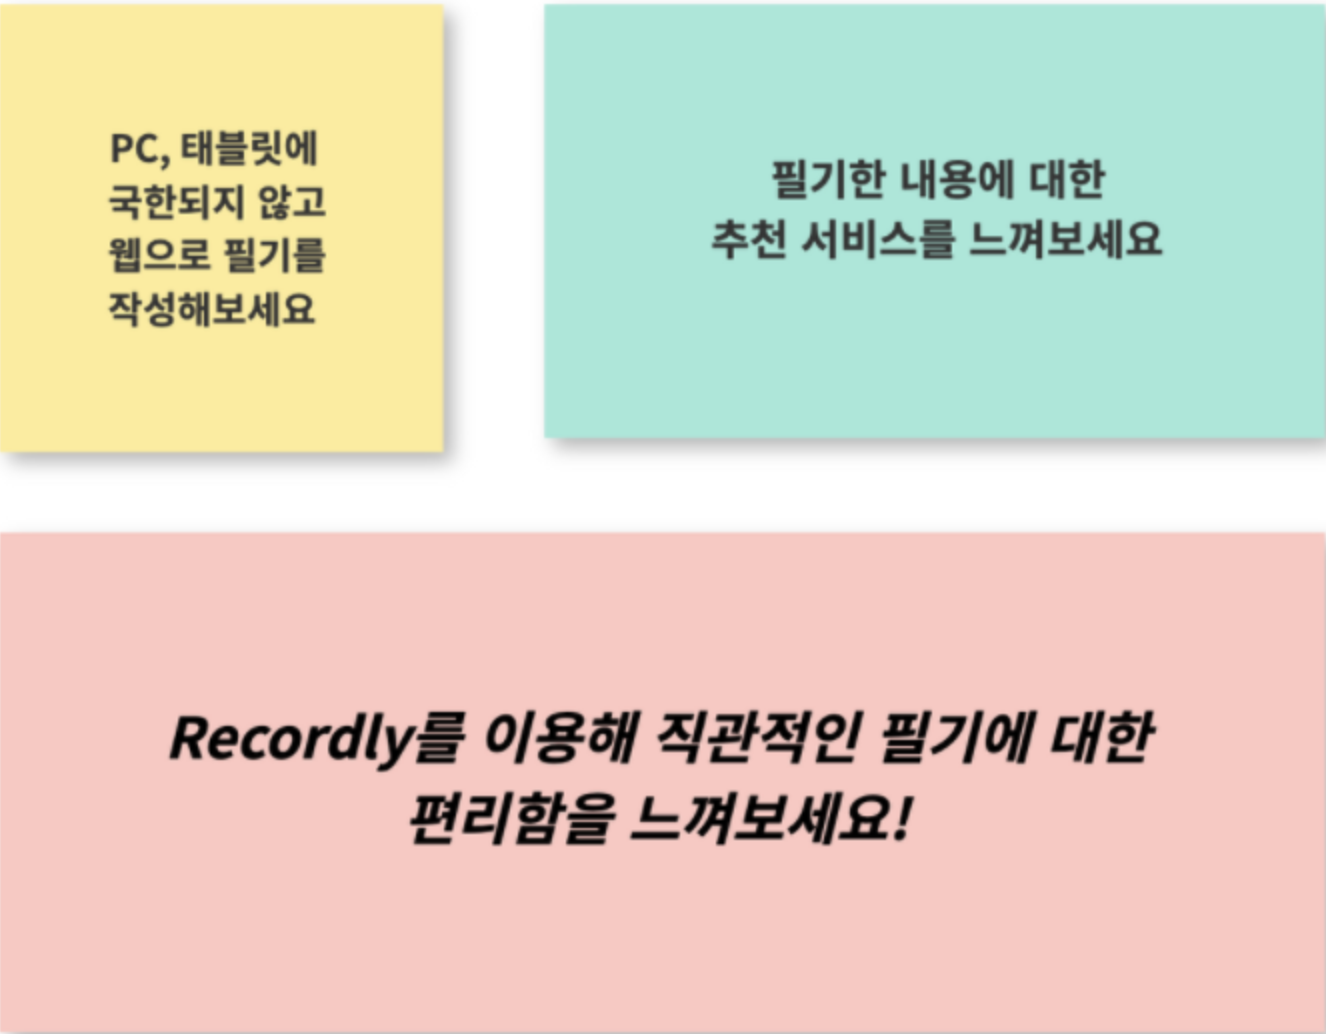 PC, 태블릿에
국한되지 않고
웹으로 필기를
작성해보세요
필기한 내용에 대한
추천 서비스를 느껴보세요
Recordly를 이용해 직관적인 필기에 대한
편리함을 느껴보세요!